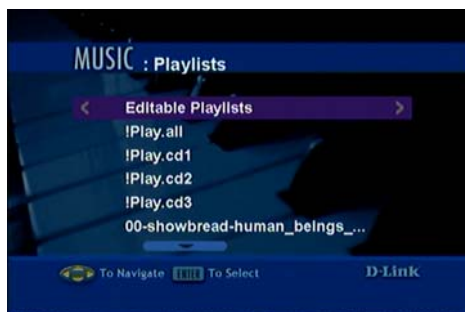 MUSIC : Playlists
< Editable Playlists >
!Play.all
!Play.cd1
!Play.cd2
!Play.cd3
00-showbread-human_beings_...
To Navigate ENTER To Select
D-Link